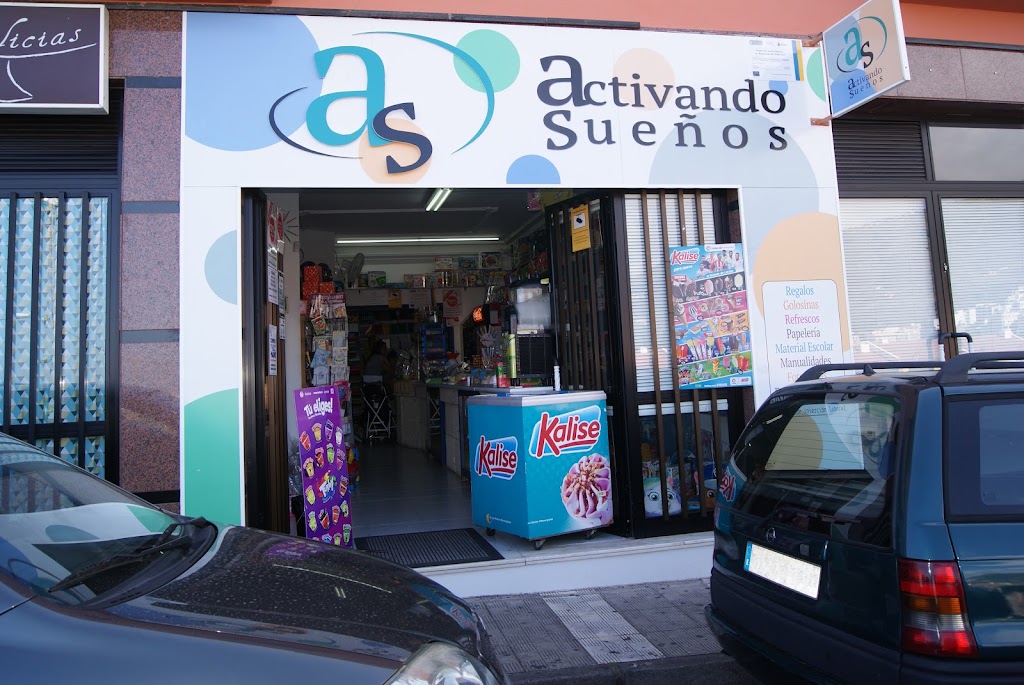 licias
as
activando
sueños
as
activando
sueños
Kalise
Regalos
Golosinas
Refrescos
Papelería
Material Escolar
Manualidades
Tú eliges!
Kalise
Kalise